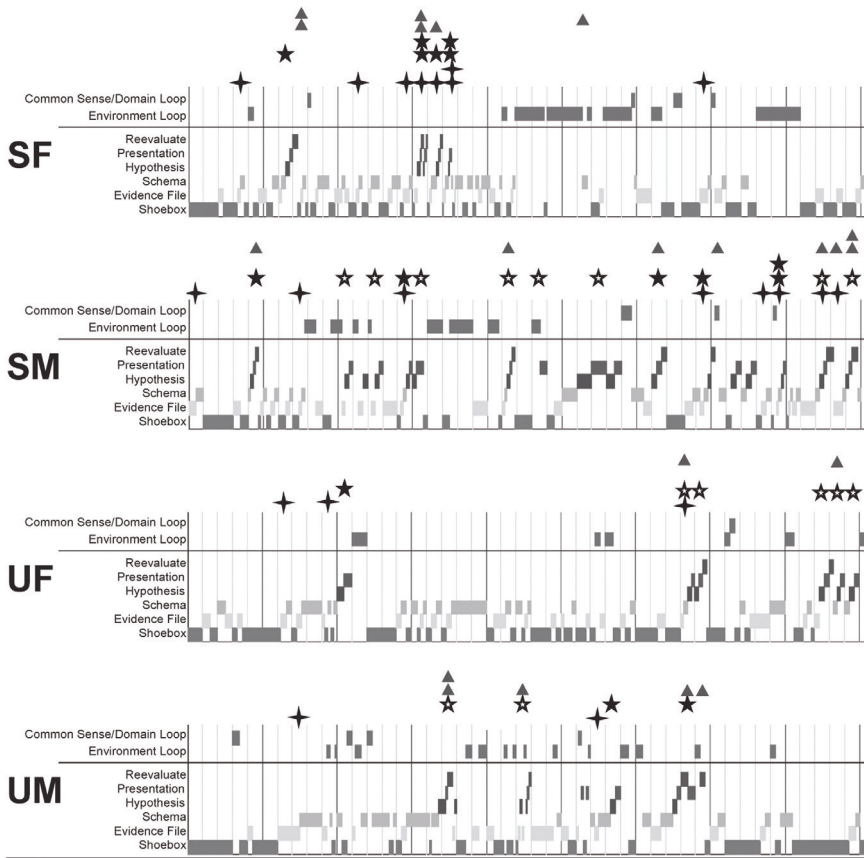 Common Sense/Domain Loop
Environment Loop
SF
Reevaluate
Presentation
Hypothesis
Schema
Evidence File
Shoebox
Common Sense/Domain Loop
Environment Loop
SM
Reevaluate
Presentation
Hypothesis
Schema
Evidence File
Shoebox
Common Sense/Domain Loop
Environment Loop
UF
Reevaluate
Presentation
Hypothesis
Schema
Evidence File
Shoebox
Common Sense/Domain Loop
Environment Loop
UM
Reevaluate
Presentation
Hypothesis
Schema
Evidence File
Shoebox